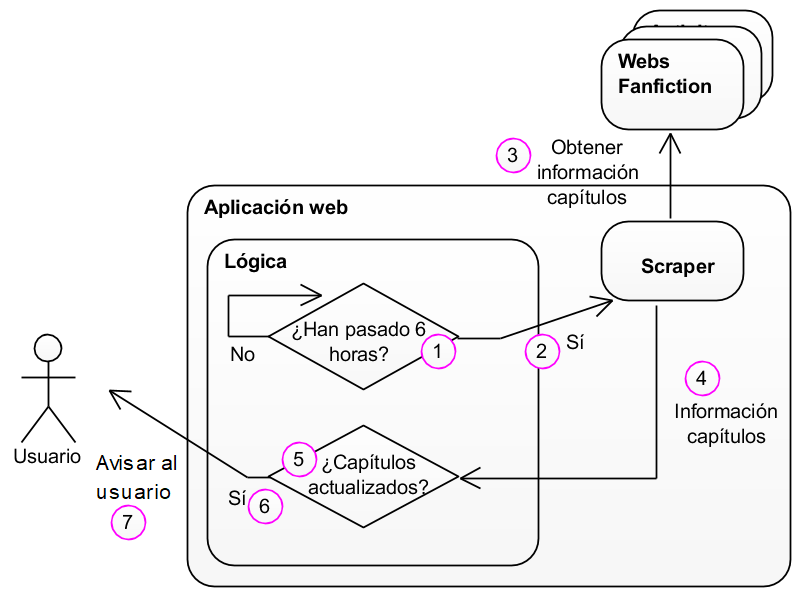 Webs
Fanfiction
3
Obtener
información
capítulos
Aplicación web
Lógica
Scraper
¿Han pasado 6
horas?
1
No
2
Sí
4
Información
capítulos
Usuario
Avisar al
usuario
7
5
¿Capítulos
actualizados?
Sí
6